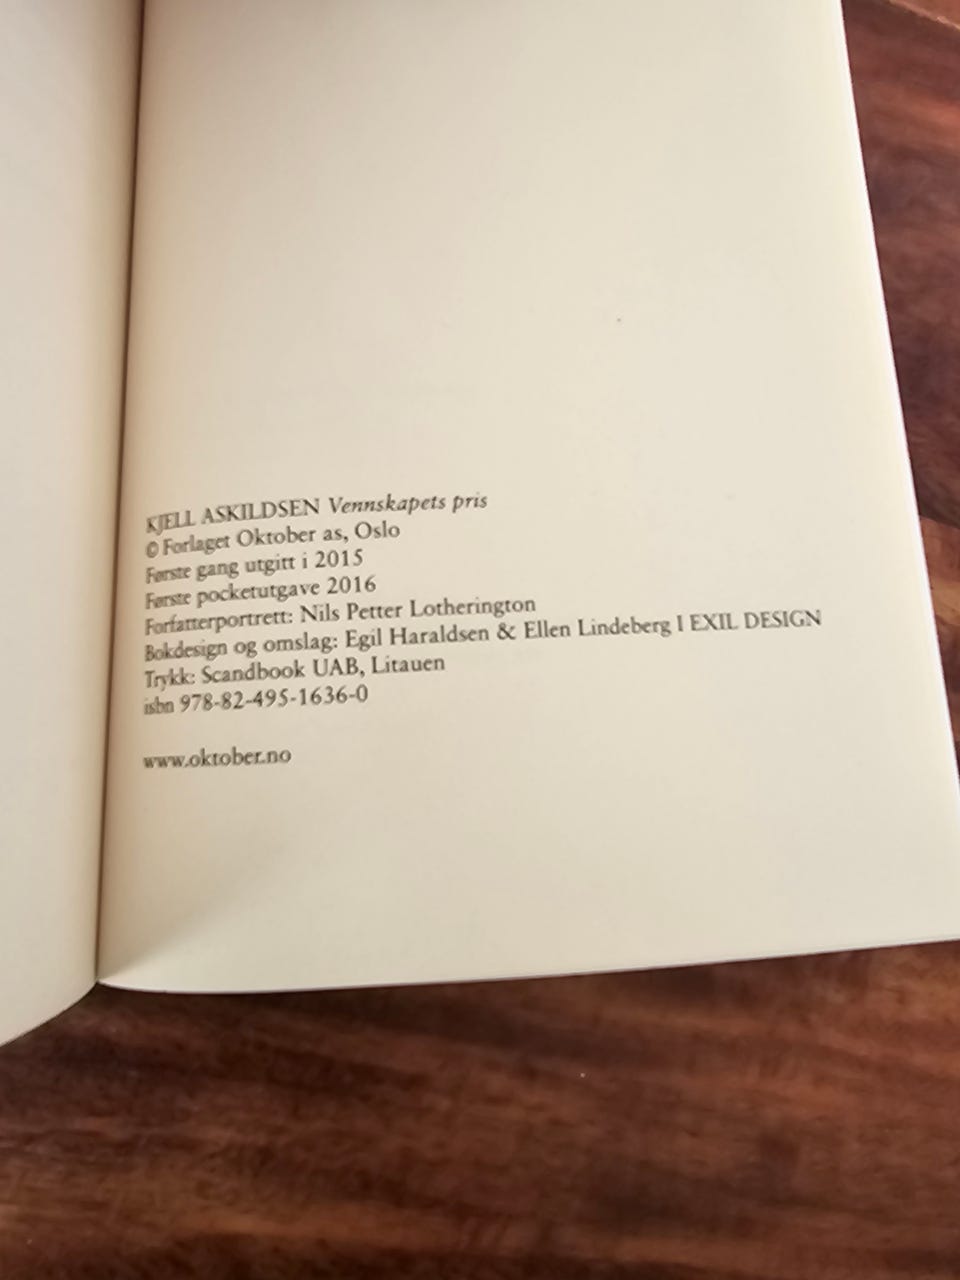 KJELL ASKILDSEN Vennskapets pris
© Forlaget Oktober as, Oslo
Første gang utgitt i 2015
Første pocketutgave 2016
Forfatterportrett: Nils Petter Lotherington
Bokdesign og omslag: Egil Haraldsen & Ellen Lindeberg I EXIL DESIGN
Trykk: Scandbook UAB, Litauen
isbn 978-82-495-1636-0
www.oktober.no